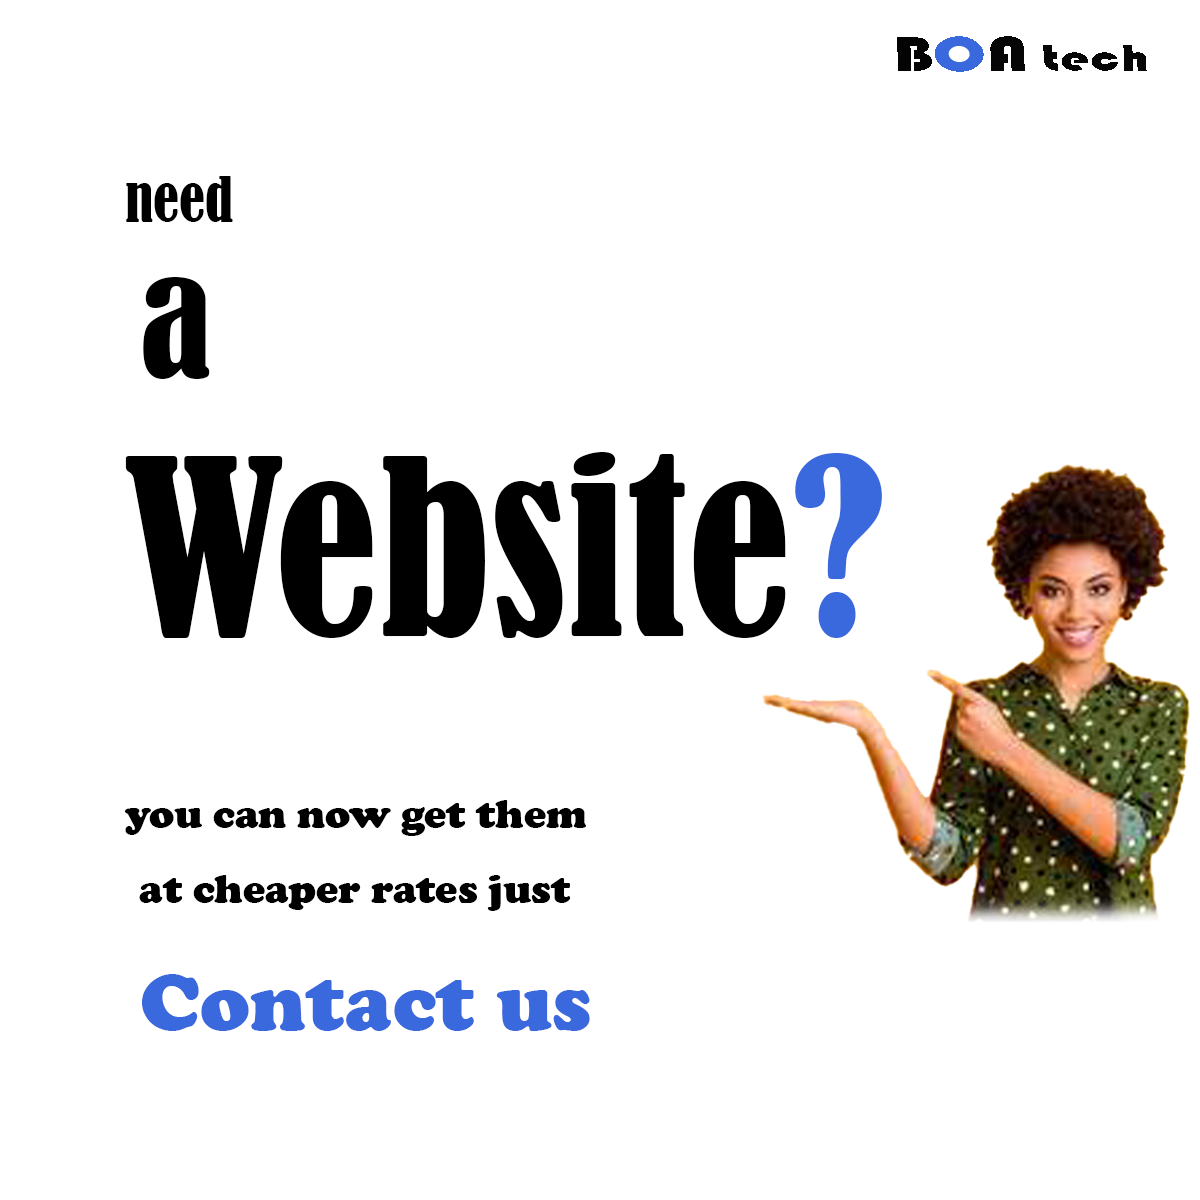 BOA tech
need
a
Website?
you can now get them
at cheaper rates just
Contact us